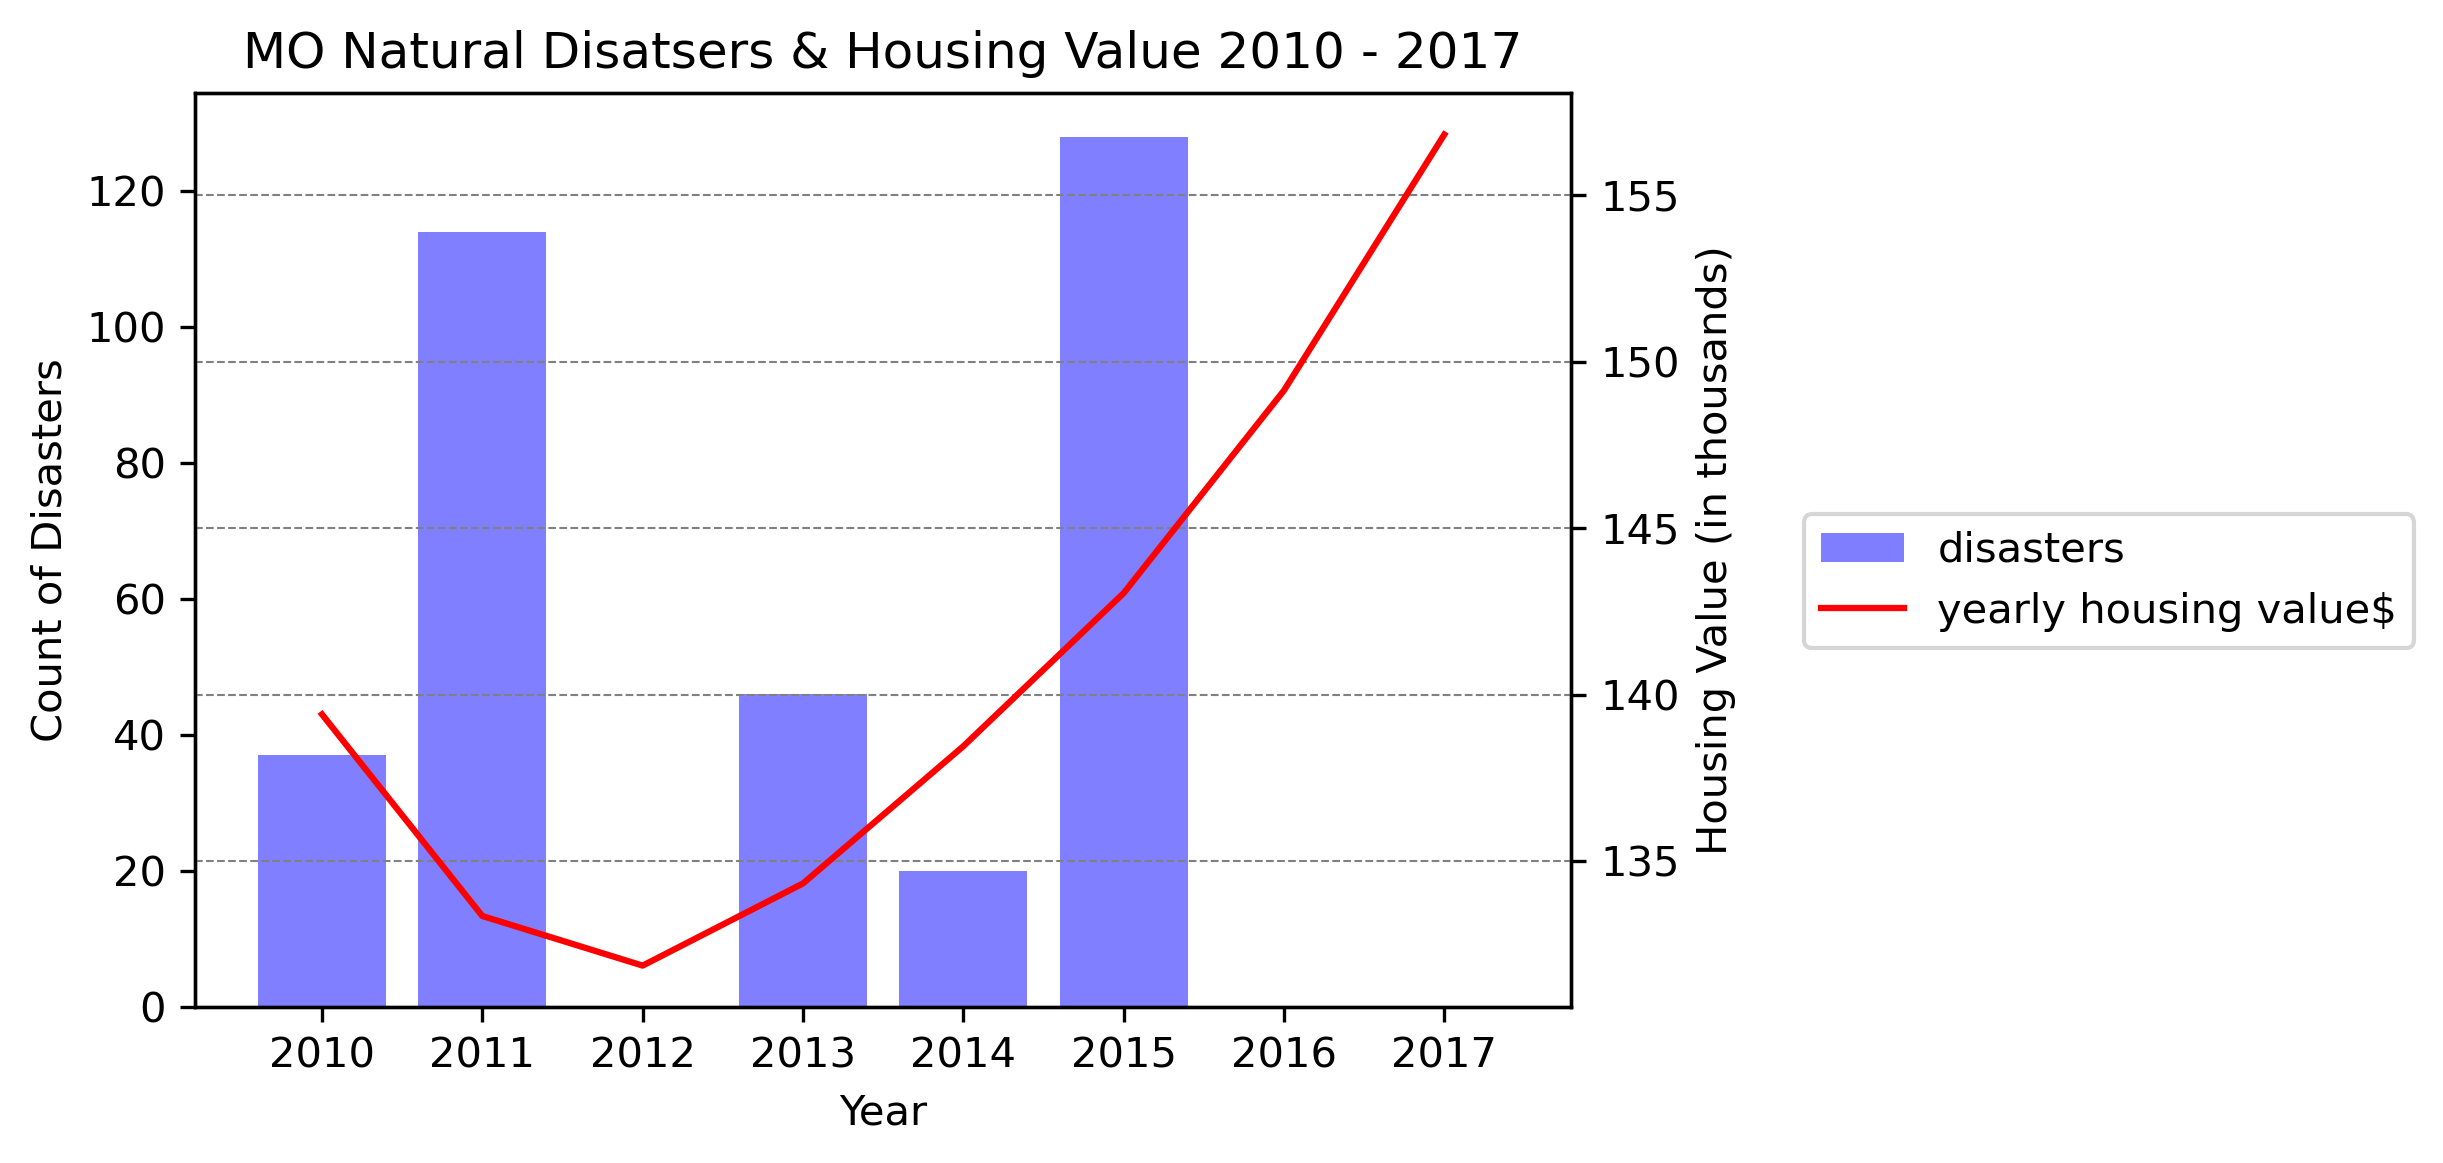 MO Natural Disatsers & Housing Value 2010 - 2017
Count of Disasters
120
100
80
60
40
20
0
2010 2011 2012 2013 2014 2015 2016 2017
Year
155
150
145
140
135
Housing Value (in thousands)
disasters
yearly housing value$